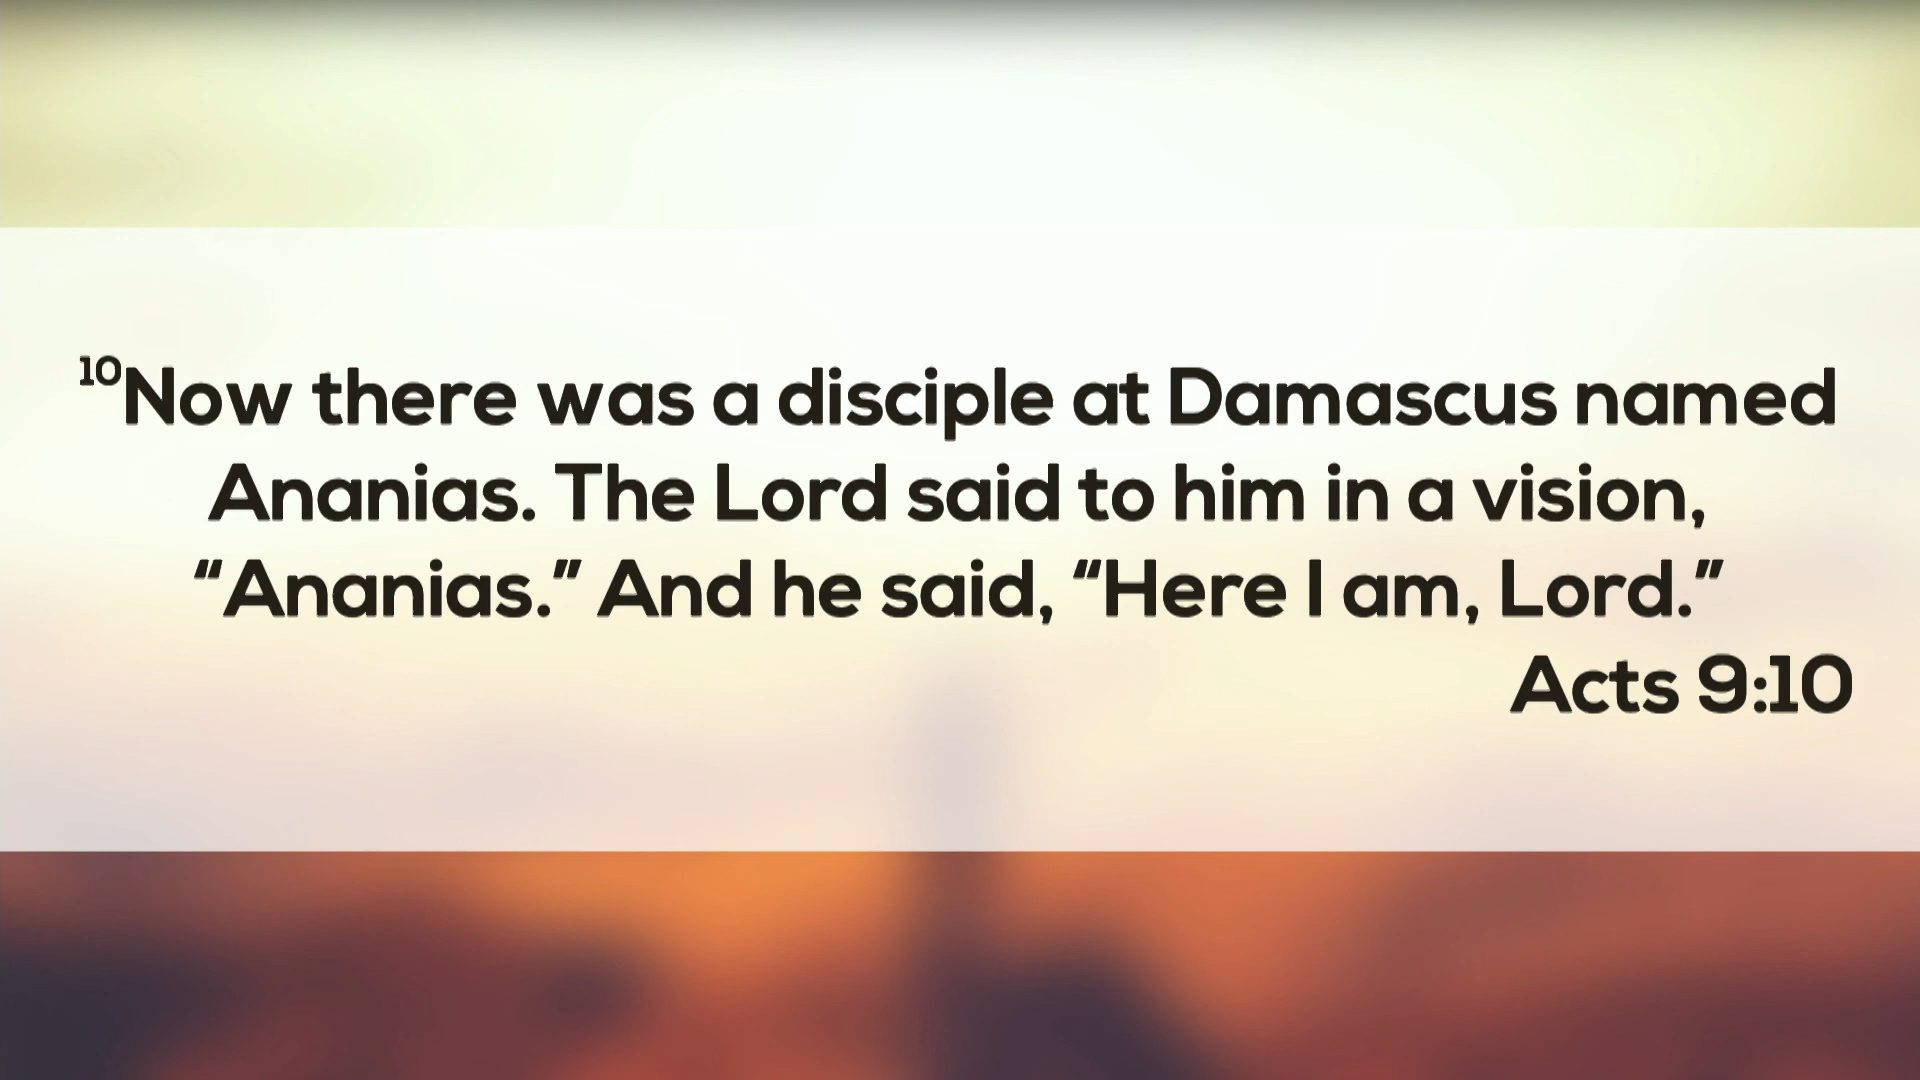 ¹⁰Now there was a disciple at Damascus named
Ananias. The Lord said to him in a vision,
“Ananias.” And he said, “Here I am, Lord.”
Acts 9:10